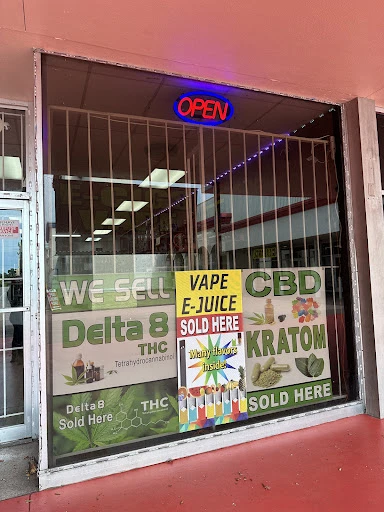 OPEN
WE SELL
Delta 8
THC
Tetrahydrocannabinol
Delta 8 THC
Sold Here
VAPE
E-JUICE
SOLD HERE
Many flavors
inside
CBD
KRATOM
SOLD HERE